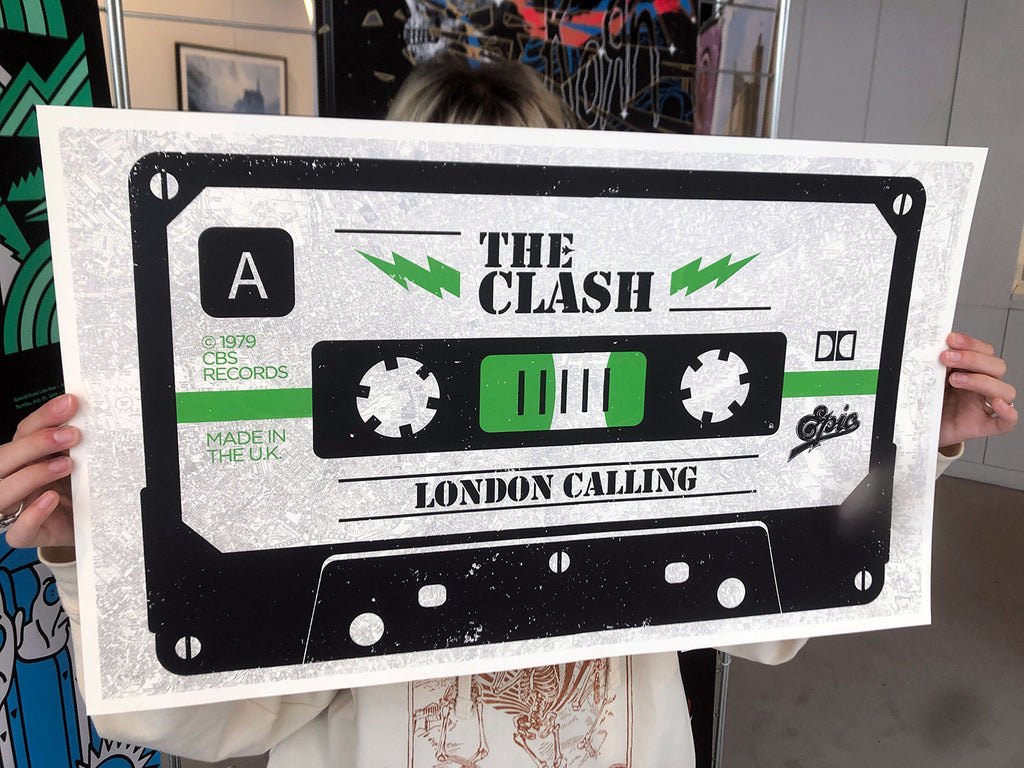 A
THE
CLASH
© 1979
CBS
RECORDS
MADE IN
THE U.K.
Epic
LONDON CALLING